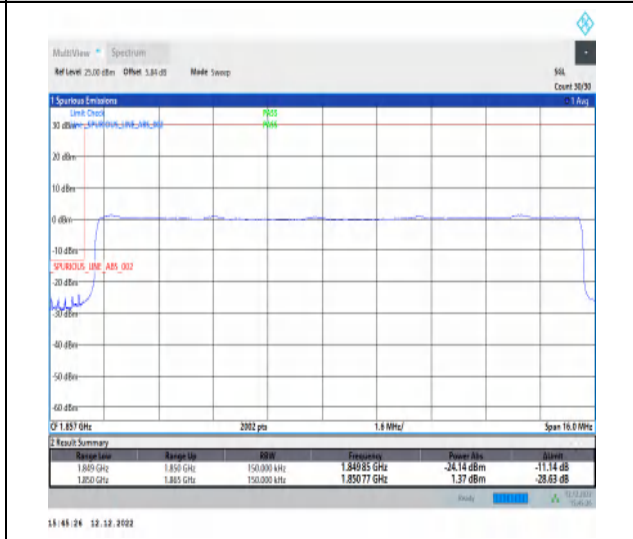 MultiView Spectrum
Ref Level 25.00 dBm Offset 5.84 dB Mode Sweep SGL
Count 30/30
1 Spurious Emissions 1 Avg
Limit Check PASS
30 dBm _SPURIOUS_LINE_ABS_002 PASS
20 dBm
10 dBm
0 dBm
-10 dBm
_SPURIOUS_LINE_ABS_002
-20 dBm
-30 dBm
-40 dBm
-50 dBm
-60 dBm
CF 1.857 GHz 2002 pts 1.6 MHz/ Span 16.0 MHz
2 Result Summary
Range Low Range Up RBW Frequency Power Abs ΔLimit
1.849 GHz 1.850 GHz 150.000 kHz 1.84985 GHz -24.14 dBm -11.14 dB
1.850 GHz 1.865 GHz 150.000 kHz 1.85077 GHz 1.37 dBm -28.63 dB
Ready
15:45:26 12.12.2022